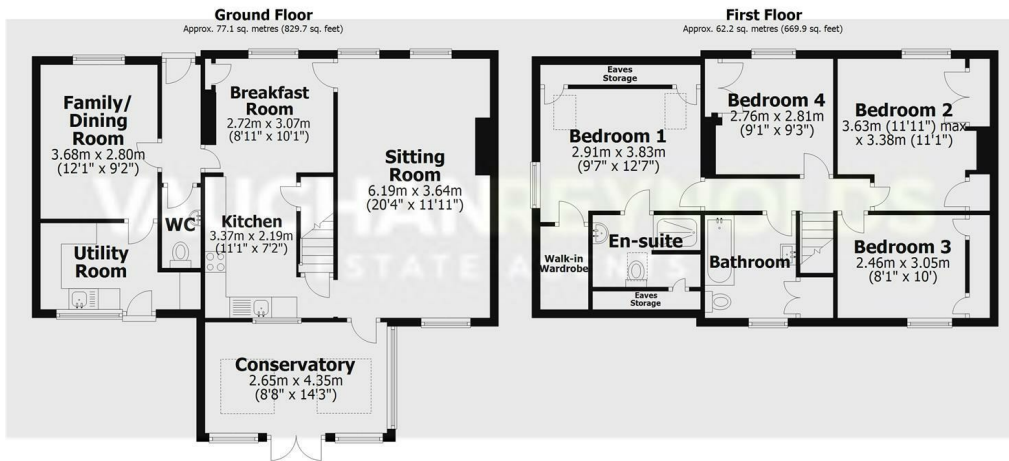 Ground Floor
Approx. 77.1 sq. metres (829.7 sq. feet)
Family/
Dining
Room
3.68m x 2.80m
(12'1" x 9'2")
Breakfast
Room
2.72m x 3.07m
(8'11" x 10'1")
Sitting
Room
6.19m x 3.64m
(20'4" x 11'11")
WC
Kitchen
3.37m x 2.19m
(11'1" x 7'2")
Utility
Room
Conservatory
2.65m x 4.35m
(8'8" x 14'3")
First Floor
Approx. 62.2 sq. metres (669.9 sq. feet)
Eaves
Storage
Bedroom 1
2.91m x 3.83m
(9'7" x 12'7")
Bedroom 4
2.76m x 2.81m
(9'1" x 9'3")
Bedroom 2
3.63m (11'11") max
x 3.38m (11'1")
Walk-in
Wardrobe
En-suite
Eaves
Storage
Bathroom
Bedroom 3
2.46m x 3.05m
(8'1" x 10')
VAUGHANREYNOLDS
ESTATE AGENTS